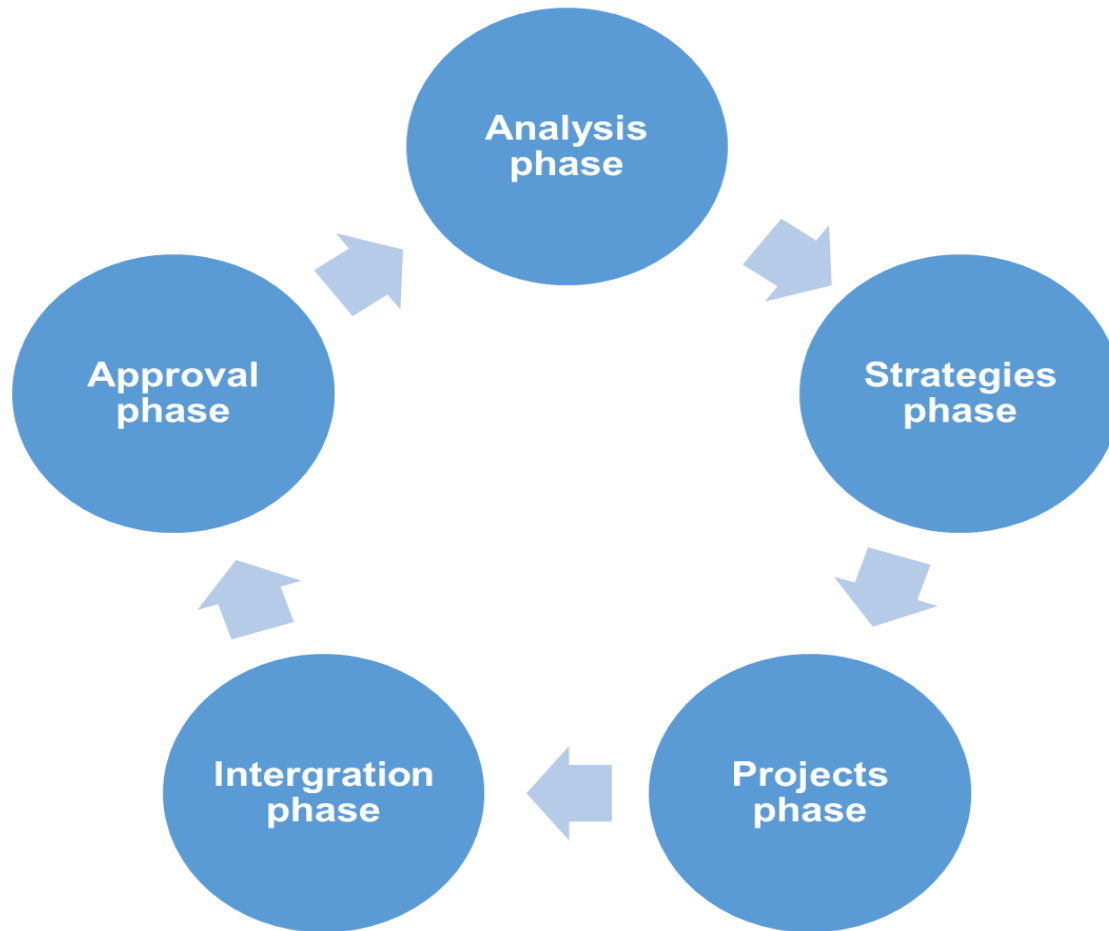 Analysis
phase
Strategies
phase
Projects
phase
Intergration
phase
Approval
phase